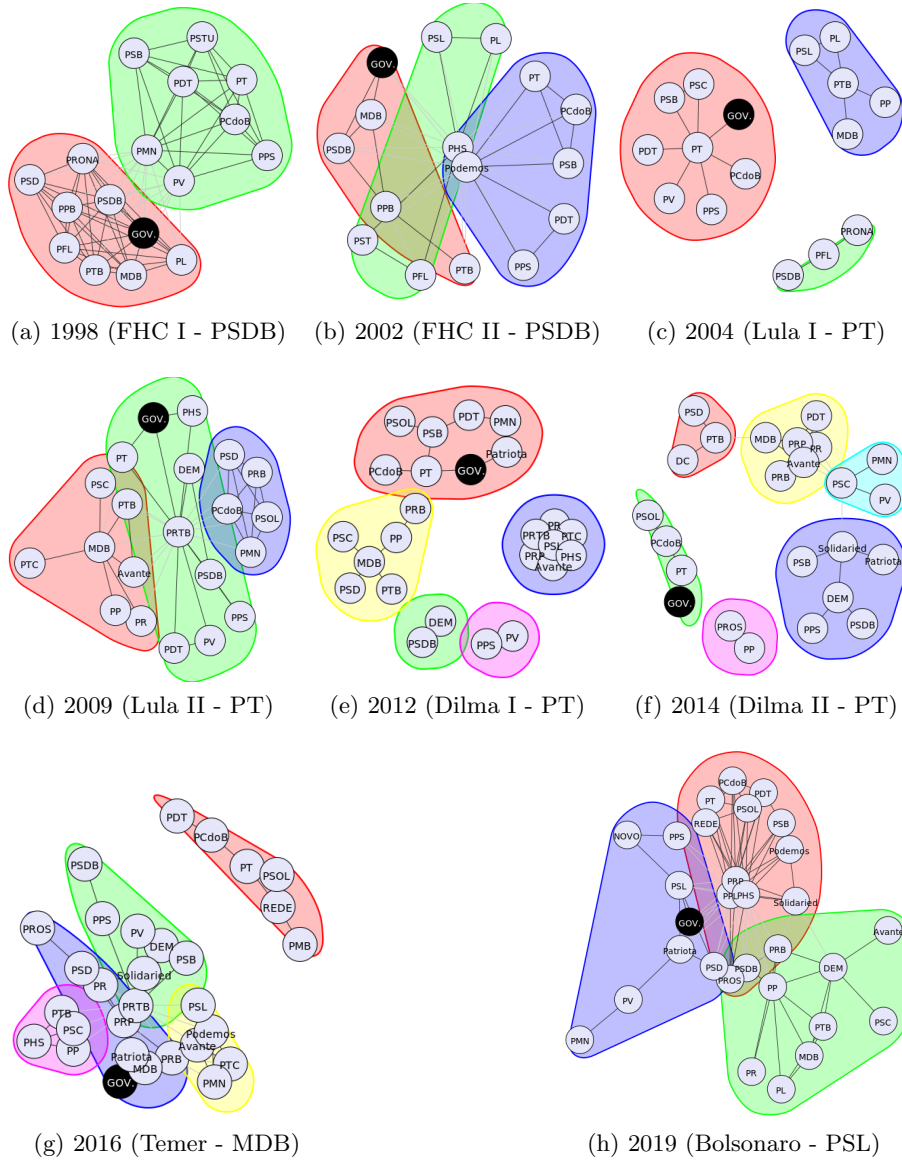 PSTU
PSB
PDT
PT
PCdoB
PMN
PPS
PV
PRONA
PSD
PSDB
PPB
GOV.
PFL
PTB
MDB
PL
(a) 1998 (FHC I - PSDB)
PSL
PL
GOV.
PT
MDB
PCdoB
PSDB
PHS
PSB
Podemos
PPB
PDT
PST
PFL
PTB
PPS
(b) 2002 (FHC II - PSDB)
PL
PSL
PSC
PTB
PSB
GOV.
PP
PDT
PT
MDB
PCdoB
PV
PPS
PRONA
PFL
PSDB
(c) 2004 (Lula I - PT)
PHS
GOV.
PT
DEM
PSD
PRB
PSC
PTB
PCdoB
PSOL
PRTB
MDB
PMN
PTC
Avante
PSDB
PP
PR
PPS
PDT
PV
(d) 2009 (Lula II - PT)
PSOL
PDT
PMN
PSB
Patriota
PCdoB
PT
GOV.
PRB
PSC
PP
MDB
PSD
PTB
PR
PRTB
PTC
PSL
PRP
PHS
Avante
DEM
PSDB
PPS
PV
(e) 2012 (Dilma I - PT)
PSD
PTB
DC
PDT
MDB
PRP
PR
Avante
PRB
PMN
PSC
PV
PSOL
PCdoB
PT
GOV.
Solidaried
PSB
Patriota
DEM
PPS
PSDB
PROS
PP
(f) 2014 (Dilma II - PT)
PDT
PCdoB
PT
PSOL
REDE
PMB
PSDB
PPS
PROS
PV
DEM
PSD
Solidaried
PSB
PR
PTB
PRTB
PSL
PSC
PRP
PHS
PP
Podemos
Avante
Patriota
PRB
MDB
PTC
GOV.
PMN
(g) 2016 (Temer - MDB)
PCdoB
PT
PDT
PSOL
NOVO
PPS
REDE
PSB
Podemos
PSL
PRP
PPL
PHS
Solidaried
GOV.
Patriota
Avante
PRB
PSD
PSDB
DEM
PROS
PP
PV
PTB
PSC
PMN
MDB
PR
PL
(h) 2019 (Bolsonaro - PSL)